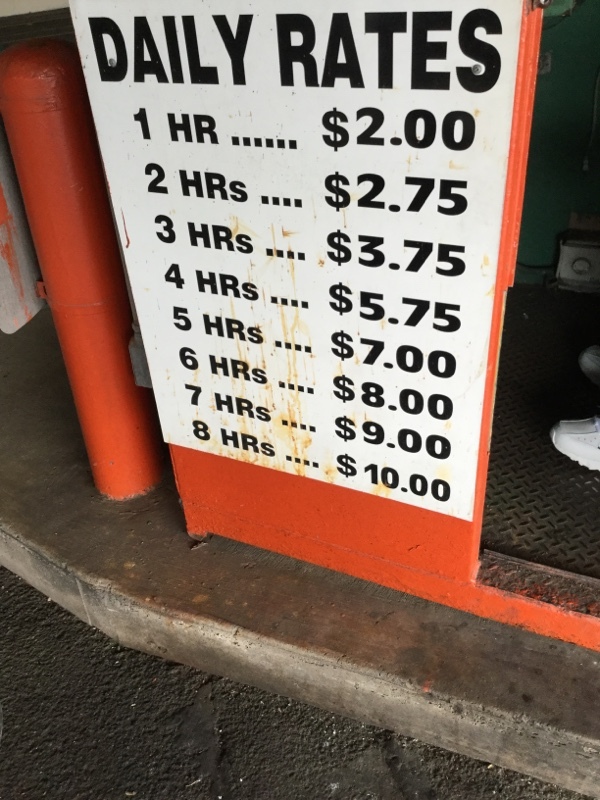 DAILY RATES
1 HR ...... $2.00
2 HRs .... $2.75
3 HRs .... $3.75
4 HRs .... $5.75
5 HRs .... $7.00
6 HRs .... $8.00
7 HRs .... $9.00
8 HRs .... $10.00